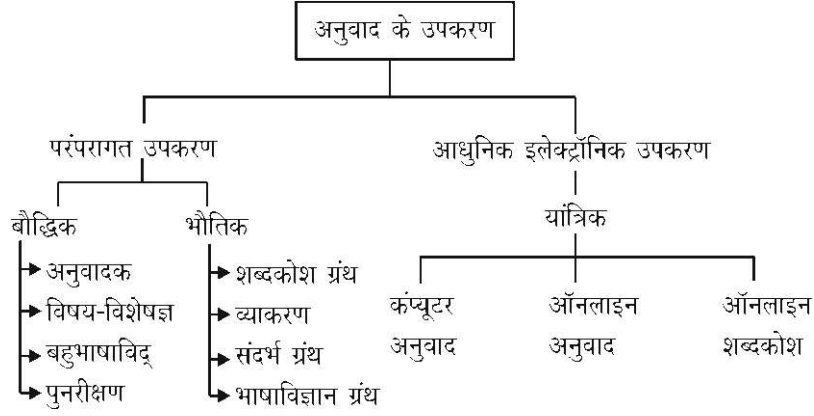 अनुवाद के उपकरण
परंपरागत उपकरण
आधुनिक इलेक्ट्रॉनिक उपकरण
बौद्धिक
भौतिक
यांत्रिक
अनुवादक
विषय-विशेषज्ञ
बहुभाषाविद्
पुनरीक्षण
शब्दकोश ग्रंथ
व्याकरण
संदर्भ ग्रंथ
भाषाविज्ञान ग्रंथ
कंप्यूटर
अनुवाद
ऑनलाइन
अनुवाद
ऑनलाइन
शब्दकोश